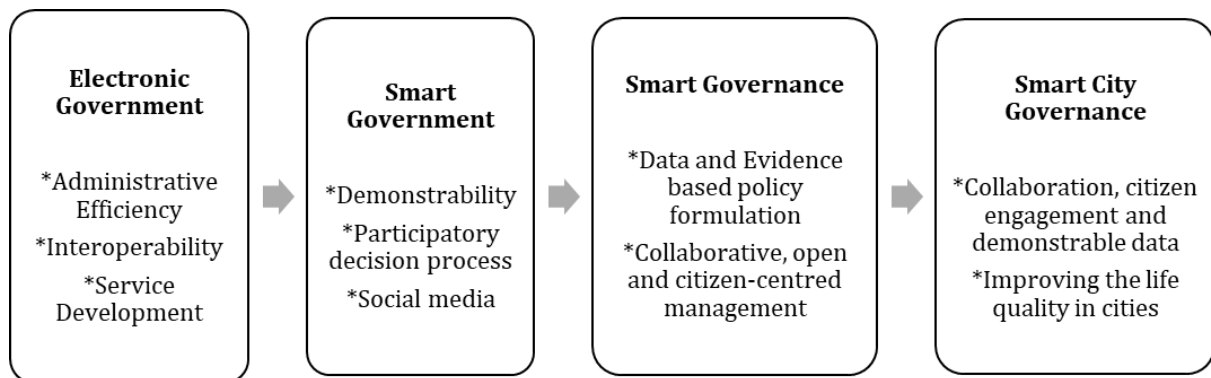 Electronic
Government
*Administrative
Efficiency
*Interoperability
*Service
Development
Smart
Government
*Demonstrability
*Participatory
decision process
*Social media
Smart Governance
*Data and Evidence
based policy
formulation
*Collaborative, open
and citizen-centred
management
Smart City
Governance
*Collaboration, citizen
engagement and
demonstrable data
*Improving the life
quality in cities